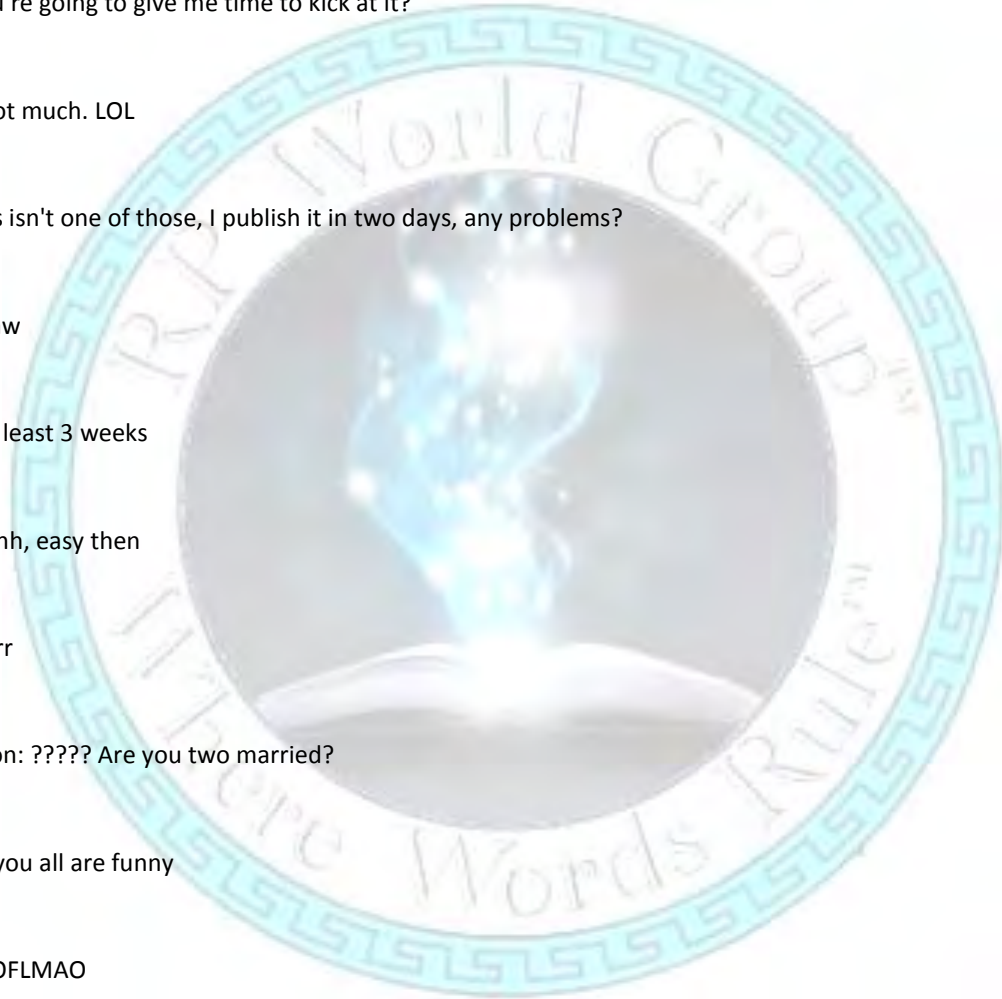 u're going to give me time to kick at it?
ot much. LOL
s isn't one of those, I publish it in two days, any problems?
w
least 3 weeks
hh, easy then
rr
on: ????? Are you two married?
you all are funny
OFLMAO
RP World Group™
Where Words Rule™